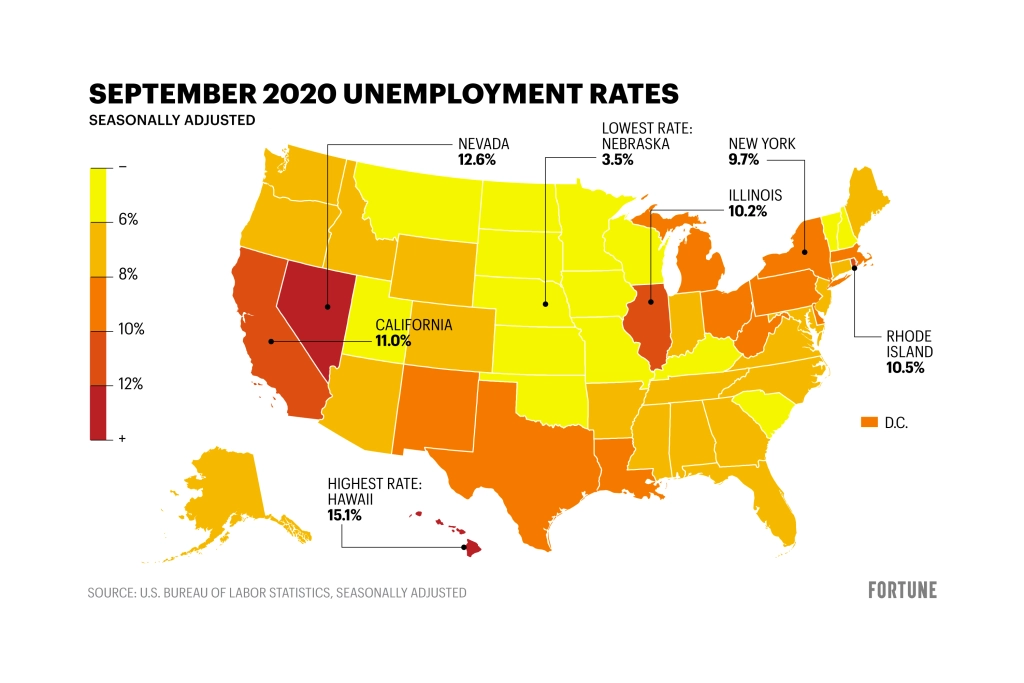 SEPTEMBER 2020 UNEMPLOYMENT RATES
SEASONALLY ADJUSTED
–
6%
8%
10%
12%
+
NEVADA
12.6%
LOWEST RATE:
NEBRASKA
3.5%
NEW YORK
9.7%
ILLINOIS
10.2%
CALIFORNIA
11.0%
RHODE
ISLAND
10.5%
D.C.
HIGHEST RATE:
HAWAII
15.1%
SOURCE: U.S. BUREAU OF LABOR STATISTICS, SEASONALLY ADJUSTED
FORTUNE